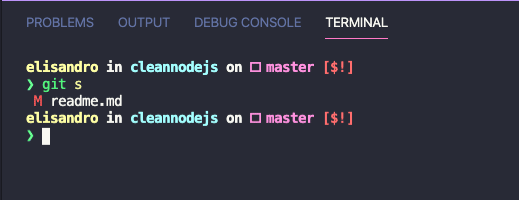 PROBLEMS OUTPUT DEBUG CONSOLE TERMINAL
elisandro in cleannodejs on □ master [$!]
❯ git s
M readme.md
elisandro in cleannodejs on □ master [$!]
❯